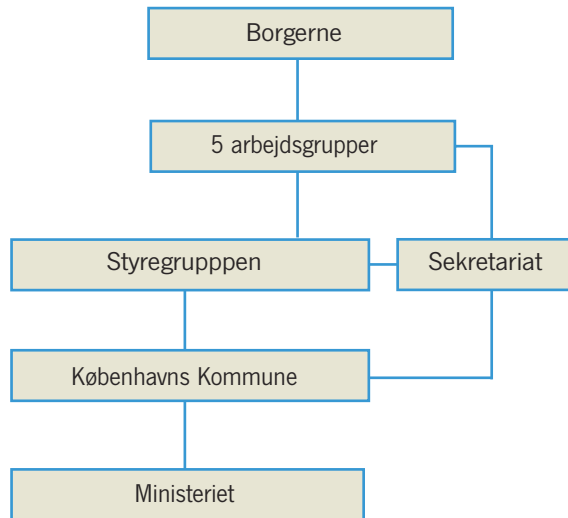 Borgerne
5 arbejdsgrupper
Styregrupppen
Sekretariat
Københavns Kommune
Ministeriet